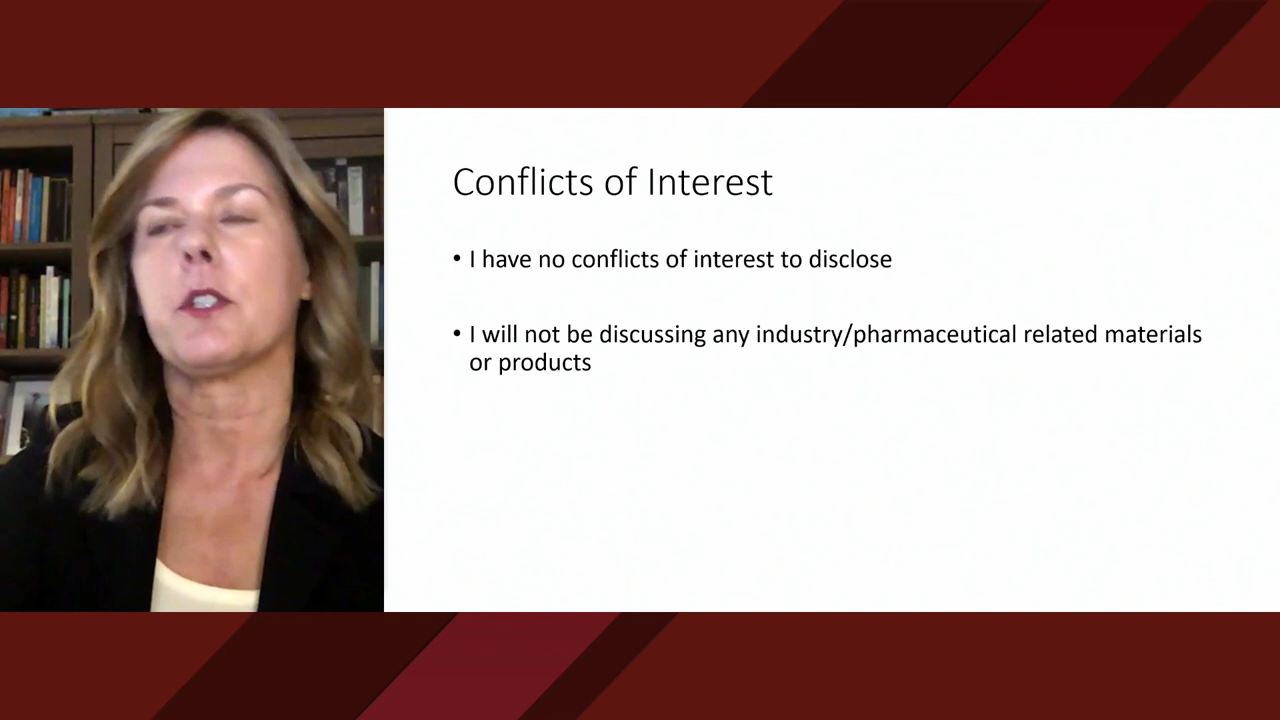 Conflicts of Interest
• I have no conflicts of interest to disclose
• I will not be discussing any industry/pharmaceutical related materials
or products